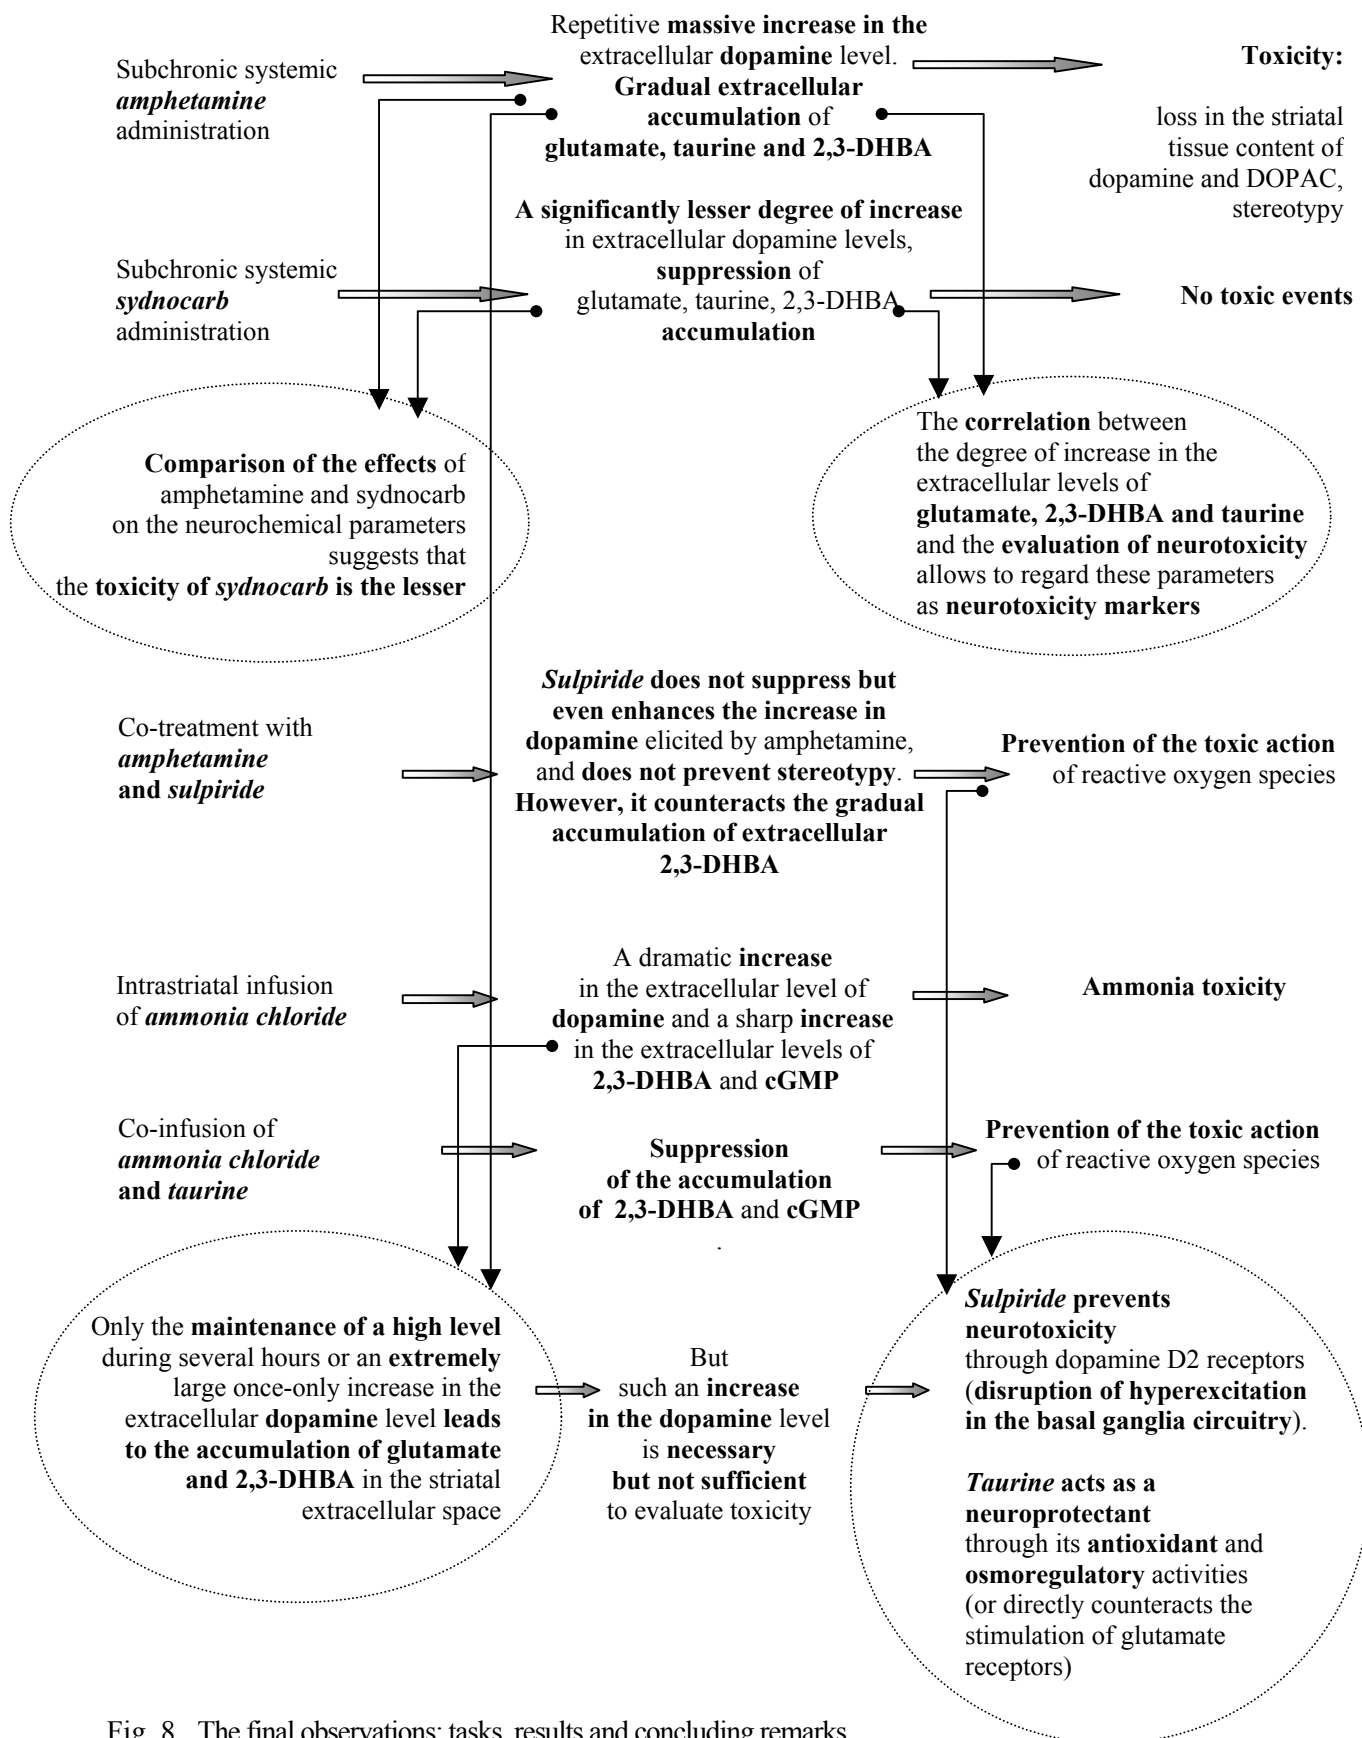 Subchronic systemic
amphetamine
administration
Repetitive massive increase in the
extracellular dopamine level.
Gradual extracellular
accumulation of
glutamate, taurine and 2,3-DHBA
Toxicity:
loss in the striatal
tissue content of
dopamine and DOPAC,
stereotypy
Subchronic systemic
sydnocarb
administration
A significantly lesser degree of increase
in extracellular dopamine levels,
suppression of
glutamate, taurine, 2,3-DHBA
accumulation
No toxic events
Comparison of the effects of
amphetamine and sydnocarb
on the neurochemical parameters
suggests that
the toxicity of sydnocarb is the lesser
The correlation between
the degree of increase in the
extracellular levels of
glutamate, 2,3-DHBA and taurine
and the evaluation of neurotoxicity
allows to regard these parameters
as neurotoxicity markers
Co-treatment with
amphetamine
and sulpiride
Sulpiride does not suppress but
even enhances the increase in
dopamine elicited by amphetamine,
and does not prevent stereotypy.
However, it counteracts the gradual
accumulation of extracellular
2,3-DHBA
Prevention of the toxic action
of reactive oxygen species
Intrastriatal infusion
of ammonia chloride
A dramatic increase
in the extracellular level of
dopamine and a sharp increase
in the extracellular levels of
2,3-DHBA and cGMP
Ammonia toxicity
Co-infusion of
ammonia chloride
and taurine
Suppression
of the accumulation
of 2,3-DHBA and cGMP
.
Prevention of the toxic action
of reactive oxygen species
Only the maintenance of a high level
during several hours or an extremely
large once-only increase in the
extracellular dopamine level leads
to the accumulation of glutamate
and 2,3-DHBA in the striatal
extracellular space
But
such an increase
in the dopamine level
is necessary
but not sufficient
to evaluate toxicity
Sulpiride prevents
neurotoxicity
through dopamine D2 receptors
(disruption of hyperexcitation
in the basal ganglia circuitry).
Taurine acts as a
neuroprotectant
through its antioxidant and
osmoregulatory activities
(or directly counteracts the
stimulation of glutamate
receptors)
Fig. 8. The final observations: tasks, results and concluding remarks